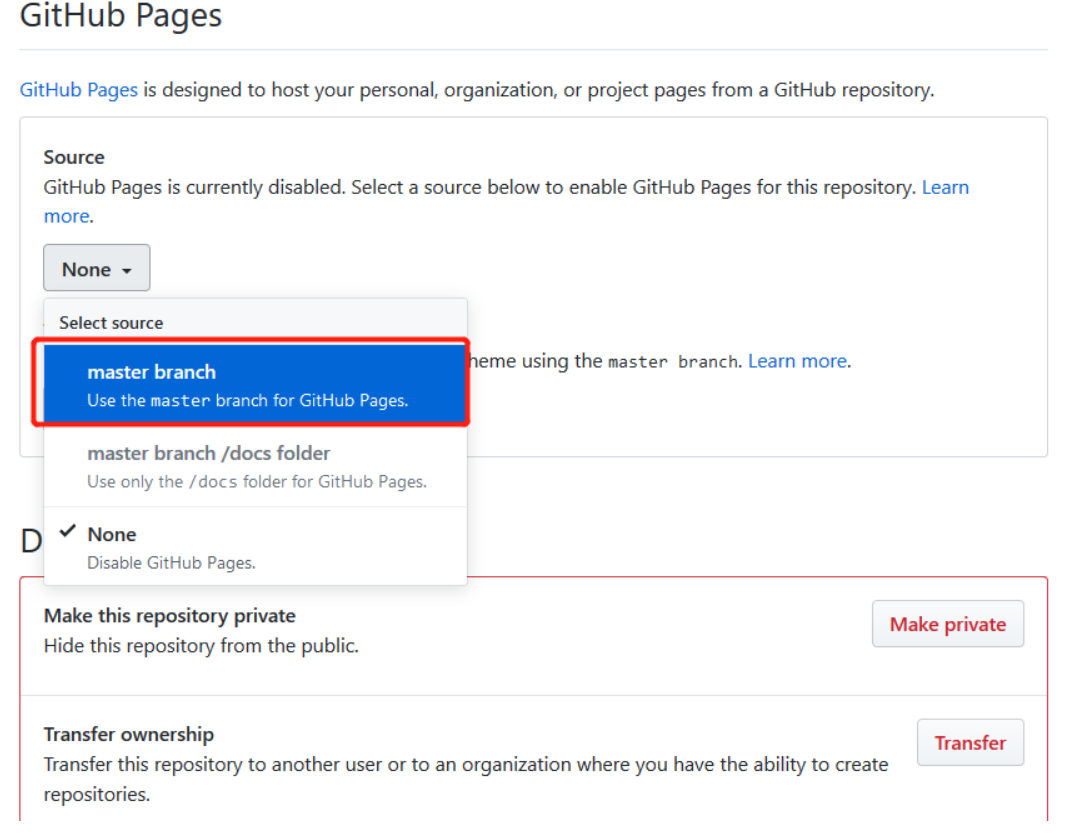 GitHub Pages
GitHub Pages is designed to host your personal, organization, or project pages from a GitHub repository.
Source
GitHub Pages is currently disabled. Select a source below to enable GitHub Pages for this repository. Learn
more.
None
Select source
master branch
Use the master branch for GitHub Pages.
heme using the master branch. Learn more.
master branch /docs folder
Use only the /docs folder for GitHub Pages.
None
Disable GitHub Pages.
D
Make this repository private
Hide this repository from the public.
Make private
Transfer ownership
Transfer this repository to another user or to an organization where you have the ability to create
repositories.
Transfer